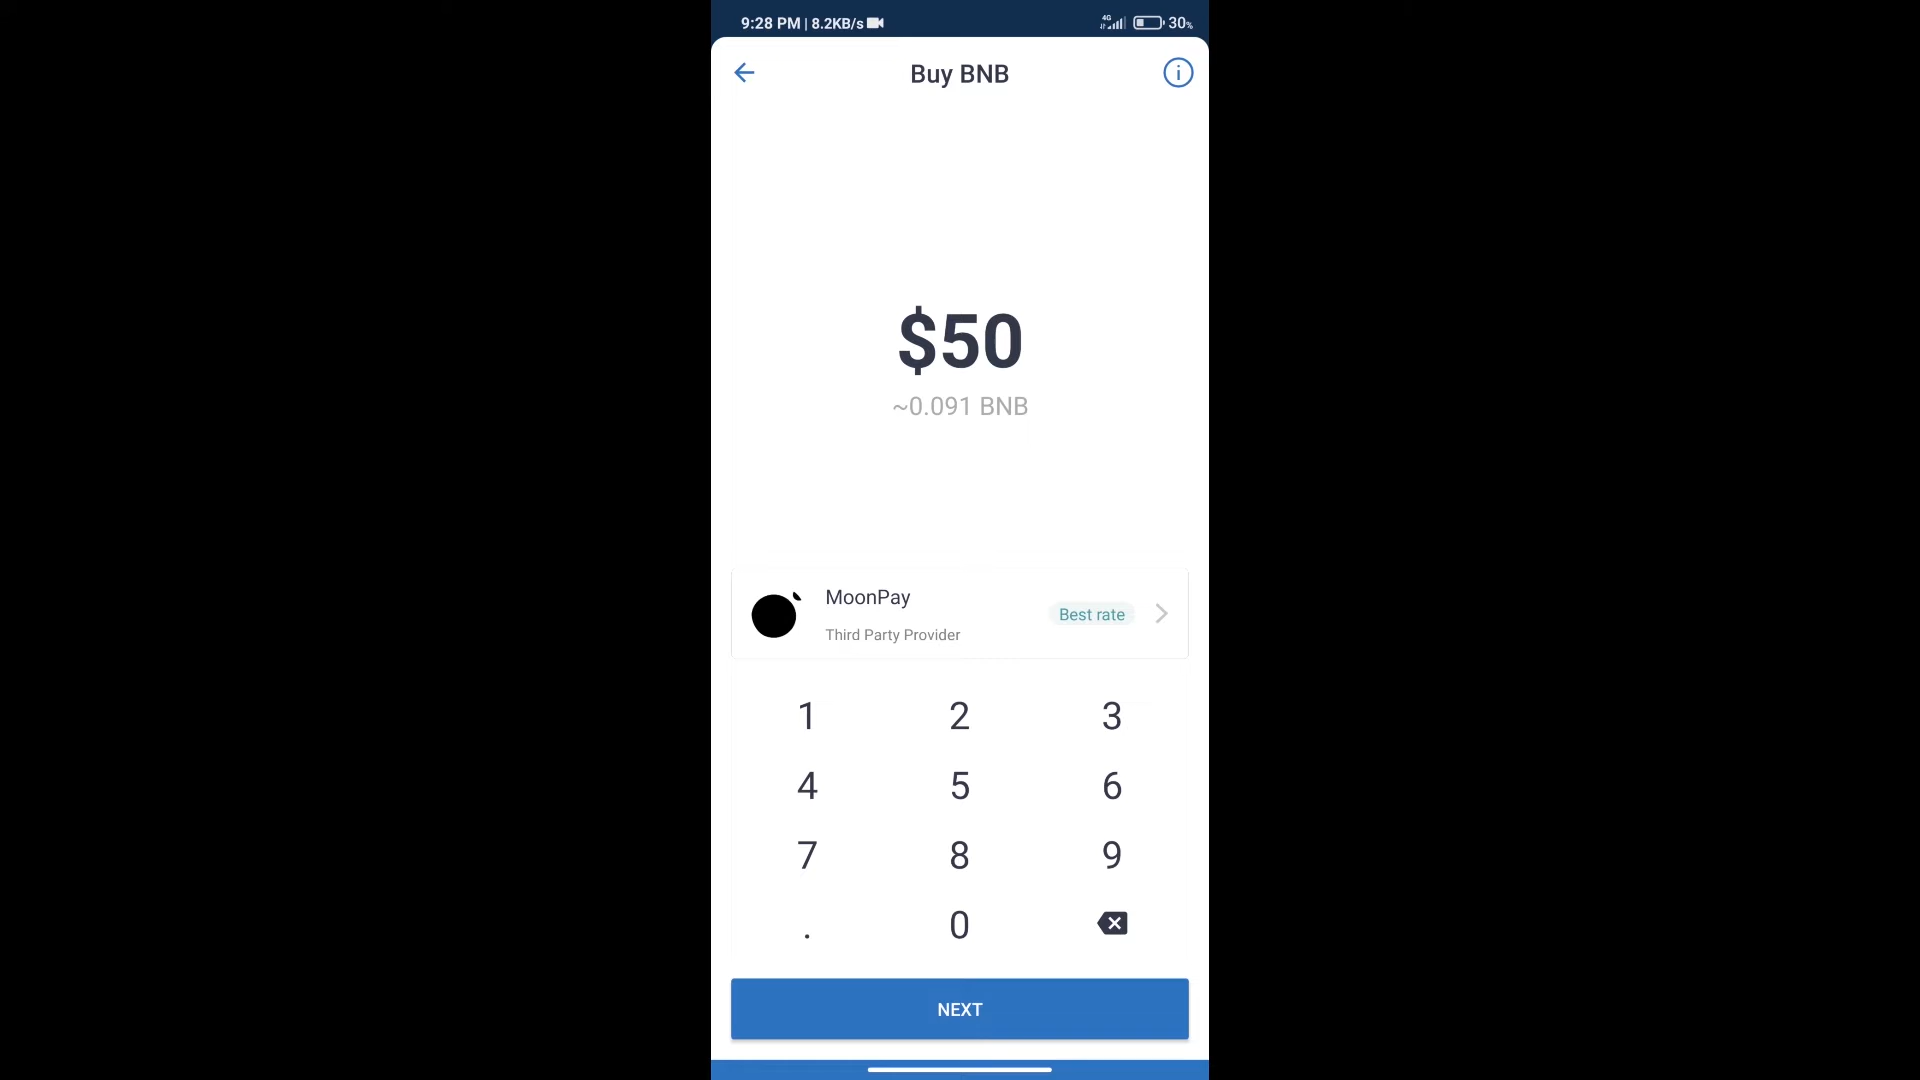 9:28 PM | 8.2KB/s
4G
30%
Buy BNB
$50
~0.091 BNB
MoonPay
Best rate
Third Party Provider
1 2 3
4 5 6
7 8 9
. 0
NEXT